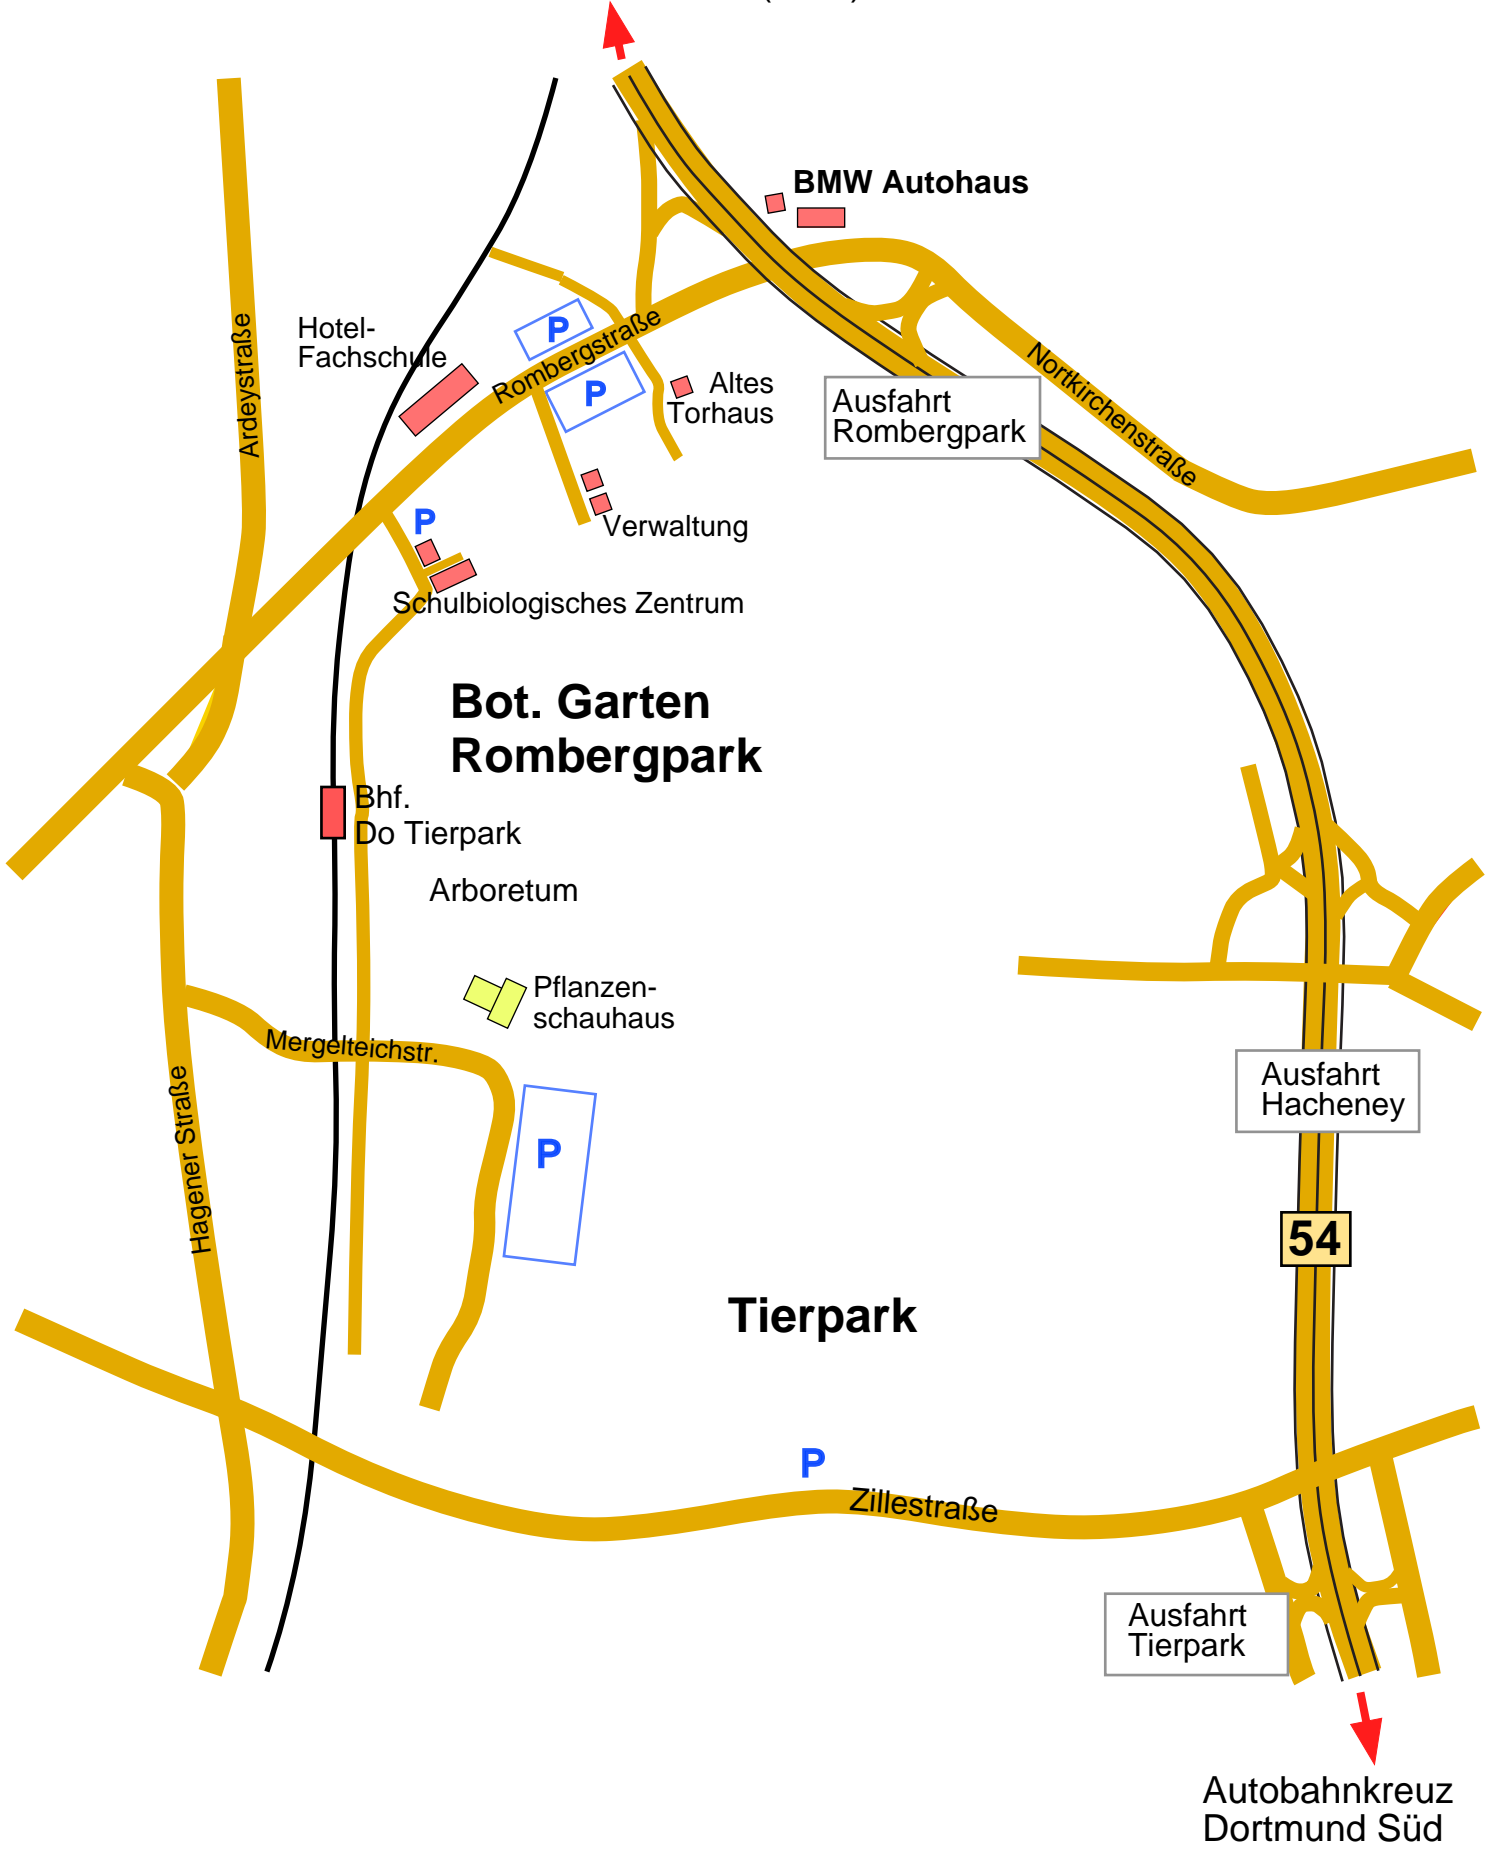 BMW Autohaus
Hotel-
Fachschule
P
Rombergstraße
P
Ardeystraße
Altes
Torhaus
Ausfahrt
Rombergpark
Nortkirchenstraße
P
Verwaltung
Schulbiologisches Zentrum
Bot. Garten
Rombergpark
Bhf.
Do Tierpark
Arboretum
Pflanzen-
schauhaus
Mergelteichstr.
Hagener Straße
P
Ausfahrt
Hacheney
54
Tierpark
P
Zillestraße
Ausfahrt
Tierpark
Autobahnkreuz
Dortmund Süd